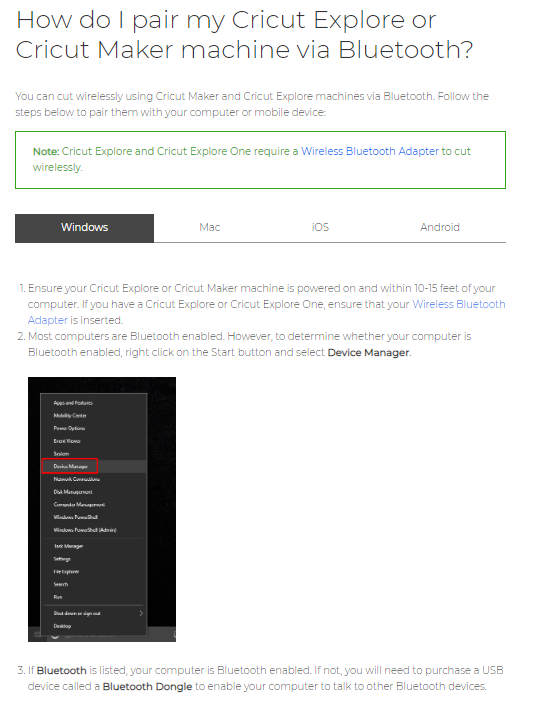 How do I pair my Cricut Explore or
Cricut Maker machine via Bluetooth?
You can cut wirelessly using Cricut Maker and Cricut Explore machines via Bluetooth. Follow the
steps below to pair them with your computer or mobile device:
Note: Cricut Explore and Cricut Explore One require a Wireless Bluetooth Adapter to cut
wirelessly.
Windows Mac iOS Android
1. Ensure your Cricut Explore or Cricut Maker machine is powered on and within 10-15 feet of your
computer. If you have a Cricut Explore or Cricut Explore One, ensure that your Wireless Bluetooth
Adapter is inserted.
2. Most computers are Bluetooth enabled. However, to determine whether your computer is
Bluetooth enabled, right click on the Start button and select Device Manager.
Apps and Features
Mobility Center
Power Options
Event Viewer
System
Device Manager
Network Connections
Disk Management
Computer Management
Windows PowerShell
Windows PowerShell (Admin)
Task Manager
Settings
File Explorer
Search
Run
Shut down or sign out
Desktop
3. If Bluetooth is listed, your computer is Bluetooth enabled. If not, you will need to purchase a USB
device called a Bluetooth Dongle to enable your computer to talk to other Bluetooth devices.